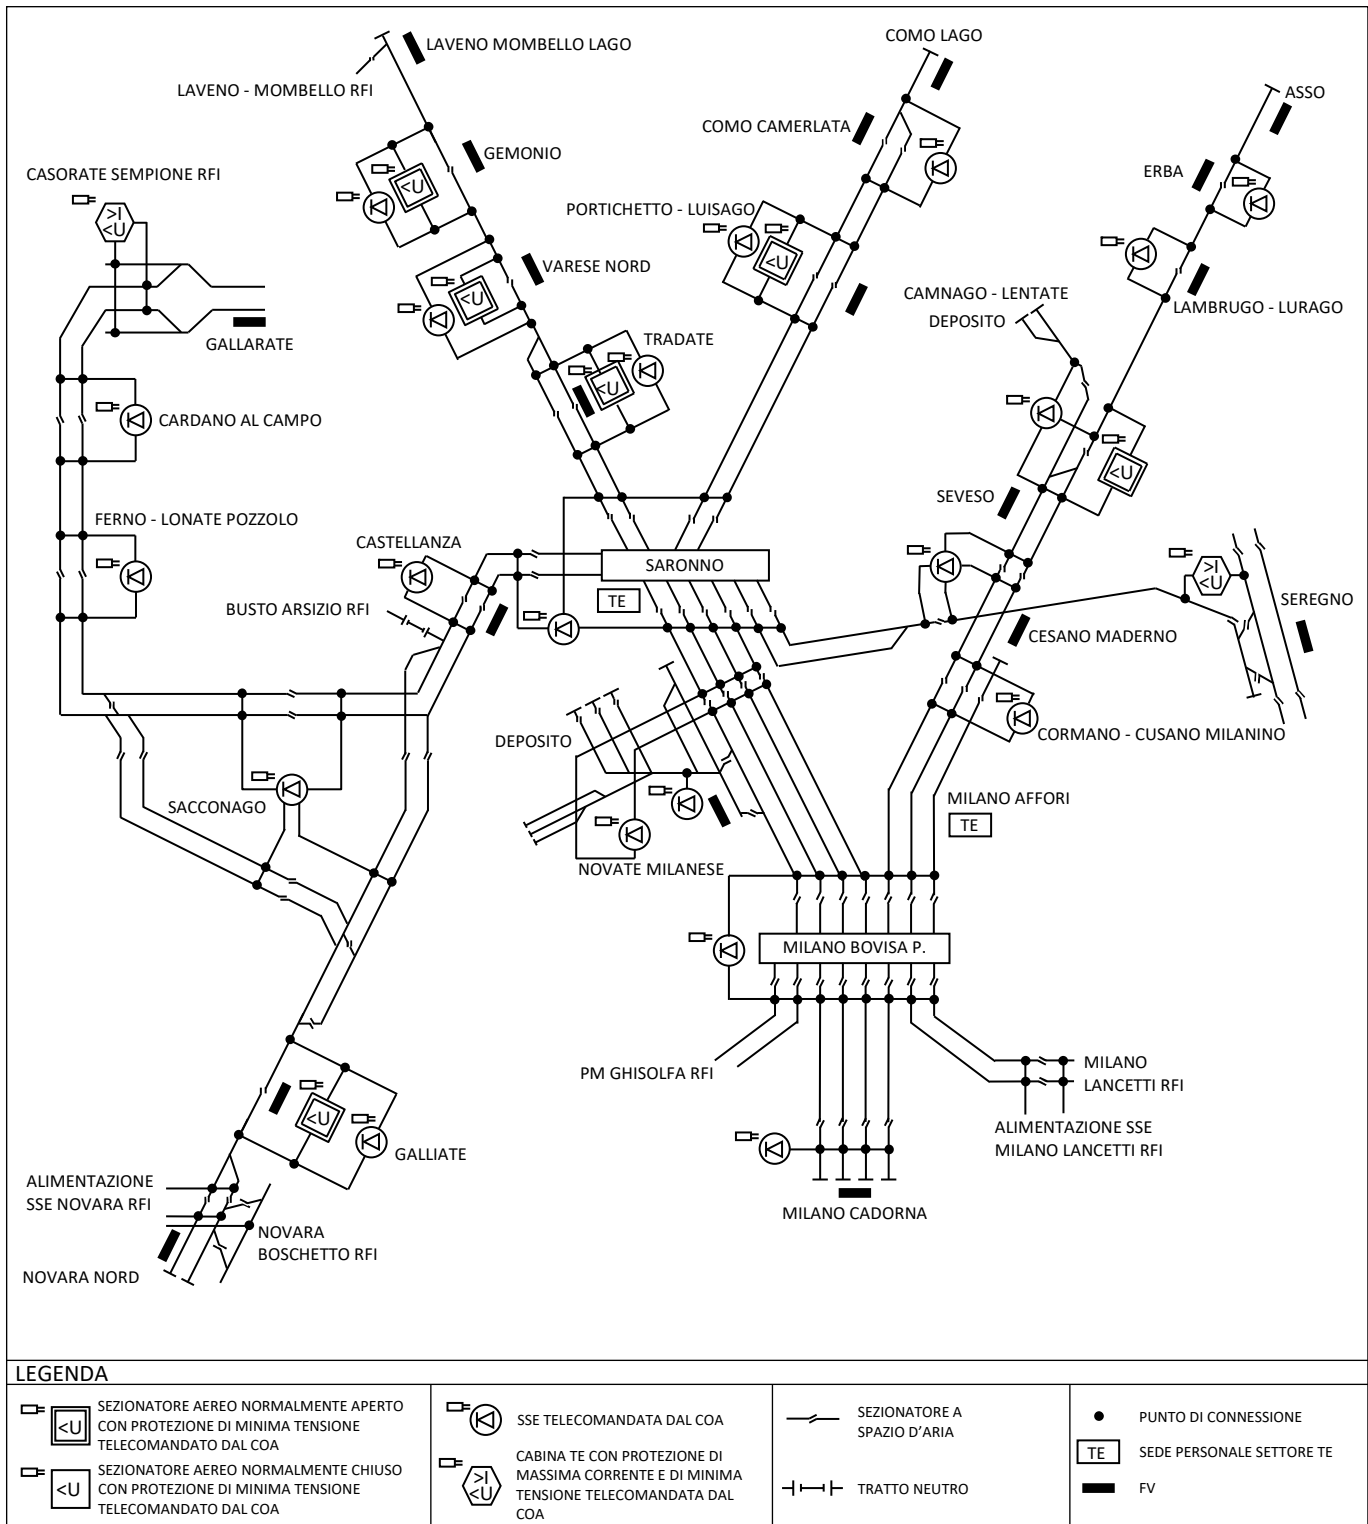 COMO LAGO
LAVENO MOMBELLO LAGO
LAVENO - MOMBELLO RFI
ASSO
COMO CAMERLATA
GEMONIO
<U
ERBA
CASORATE SEMPIONE RFI
>I
<U
PORTICHETTO - LUISAGO
<U
VARESE NORD
<U
CAMNAGO - LENTATE
DEPOSITO
LAMBRUGO - LURAGO
GALLARATE
TRADATE
<U
CARDANO AL CAMPO
<U
SEVESO
FERNO - LONATE POZZOLO
CASTELLANZA
SARONNO
>I
<U
TE
BUSTO ARSIZIO RFI
SEREGNO
CESANO MADERNO
DEPOSITO
CORMANO - CUSANO MILANINO
SACCONAGO
MILANO AFFORI
TE
NOVATE MILANESE
MILANO BOVISA P.
PM GHISOLFA RFI
MILANO
LANCETTI RFI
<U
ALIMENTAZIONE SSE
MILANO LANCETTI RFI
GALLIATE
ALIMENTAZIONE
SSE NOVARA RFI
MILANO CADORNA
NOVARA
BOSCHETTO RFI
NOVARA NORD
LEGENDA
<U
SEZIONATORE AEREO NORMALMENTE APERTO
CON PROTEZIONE DI MINIMA TENSIONE
TELECOMANDATO DAL COA
<U
SEZIONATORE AEREO NORMALMENTE CHIUSO
CON PROTEZIONE DI MINIMA TENSIONE
TELECOMANDATO DAL COA
SSE TELECOMANDATA DAL COA
>I
<U
CABINA TE CON PROTEZIONE DI
MASSIMA CORRENTE E DI MINIMA
TENSIONE TELECOMANDATA DAL
COA
SEZIONATORE A
SPAZIO D'ARIA
TRATTO NEUTRO
PUNTO DI CONNESSIONE
TE
SEDE PERSONALE SETTORE TE
FV